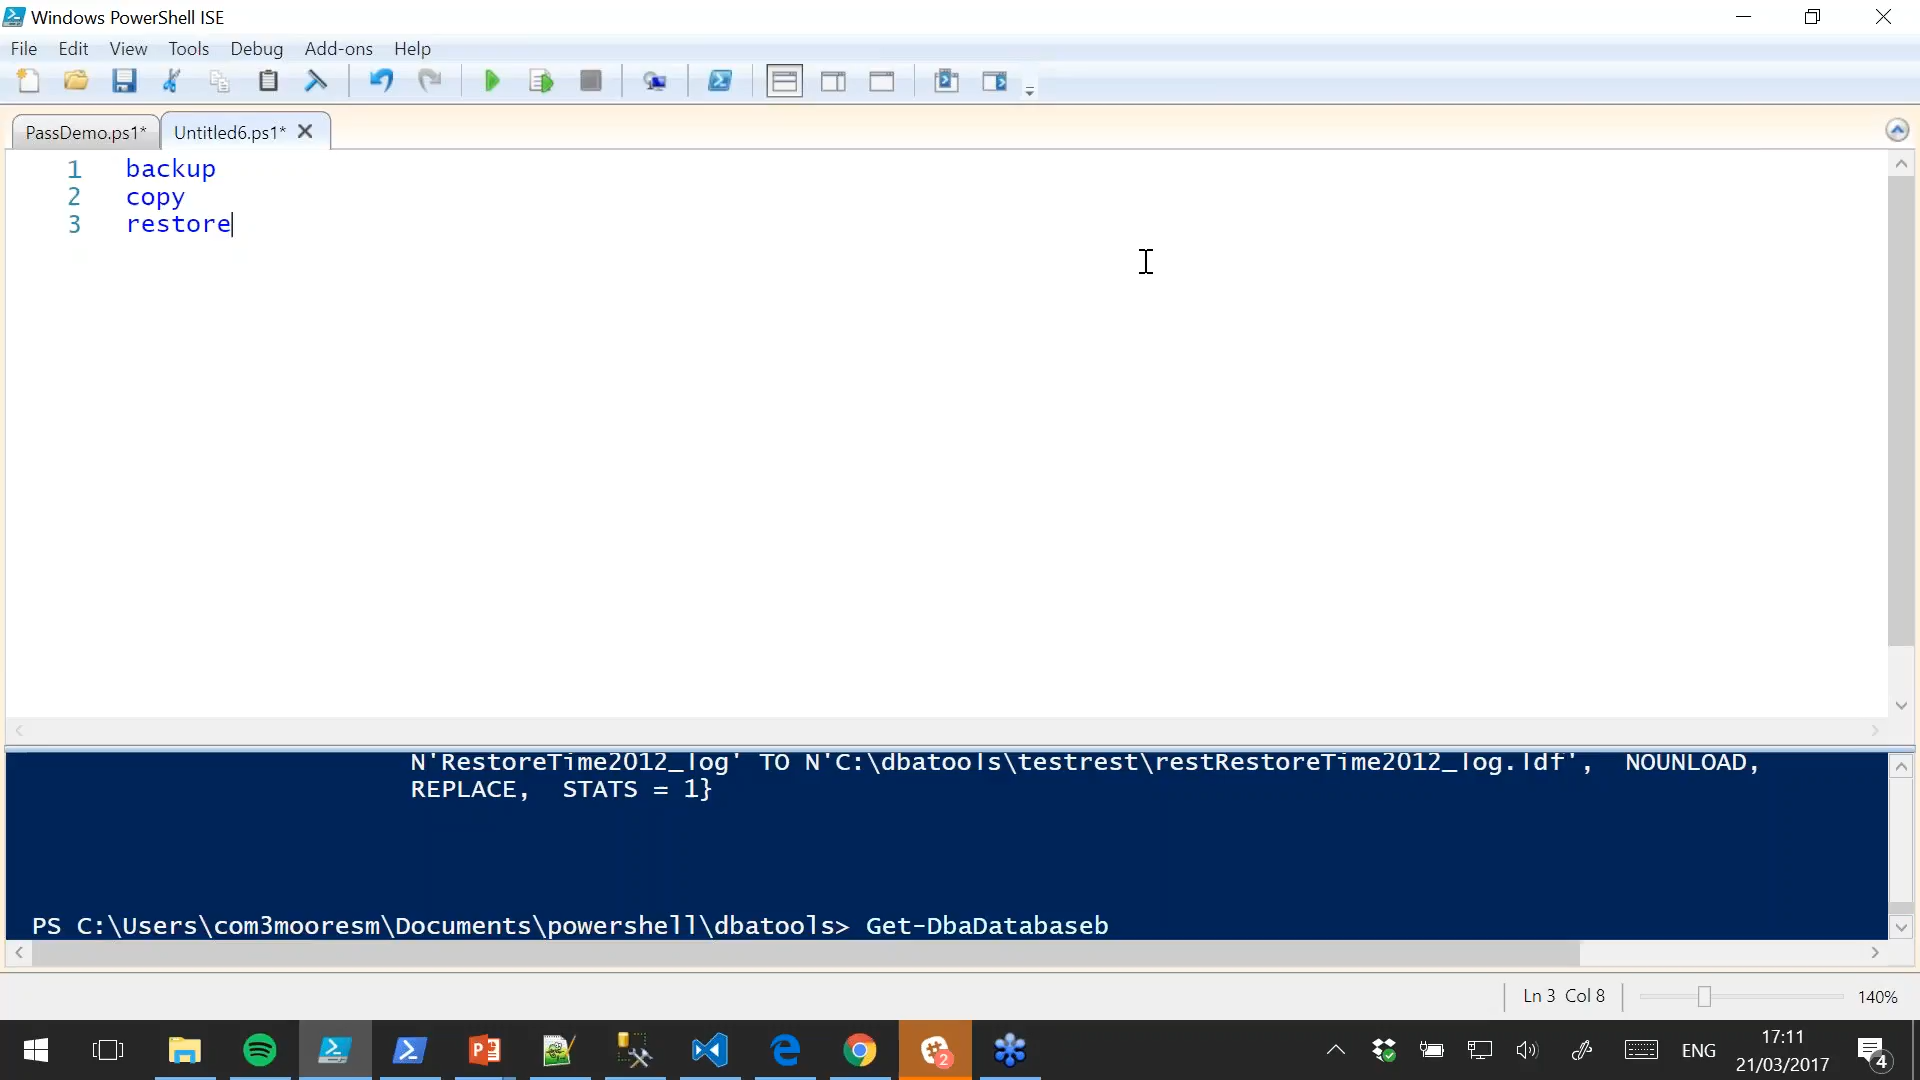 Windows PowerShell ISE
File Edit View Tools Debug Add-ons Help
PassDemo.ps1* Untitled6.ps1*
1 backup
2 copy
3 restore
N'RestoreTime2012_log' TO N'C:\dbatools\testrest\restRestoreTime2012_log.ldf', NOUNLOAD,
REPLACE, STATS = 1}
PS C:\Users\com3mooresm\Documents\powershell\dbatools> Get-DbaDatabaseb
Ln 3 Col 8 140%
ENG
17:11
21/03/2017
2
4